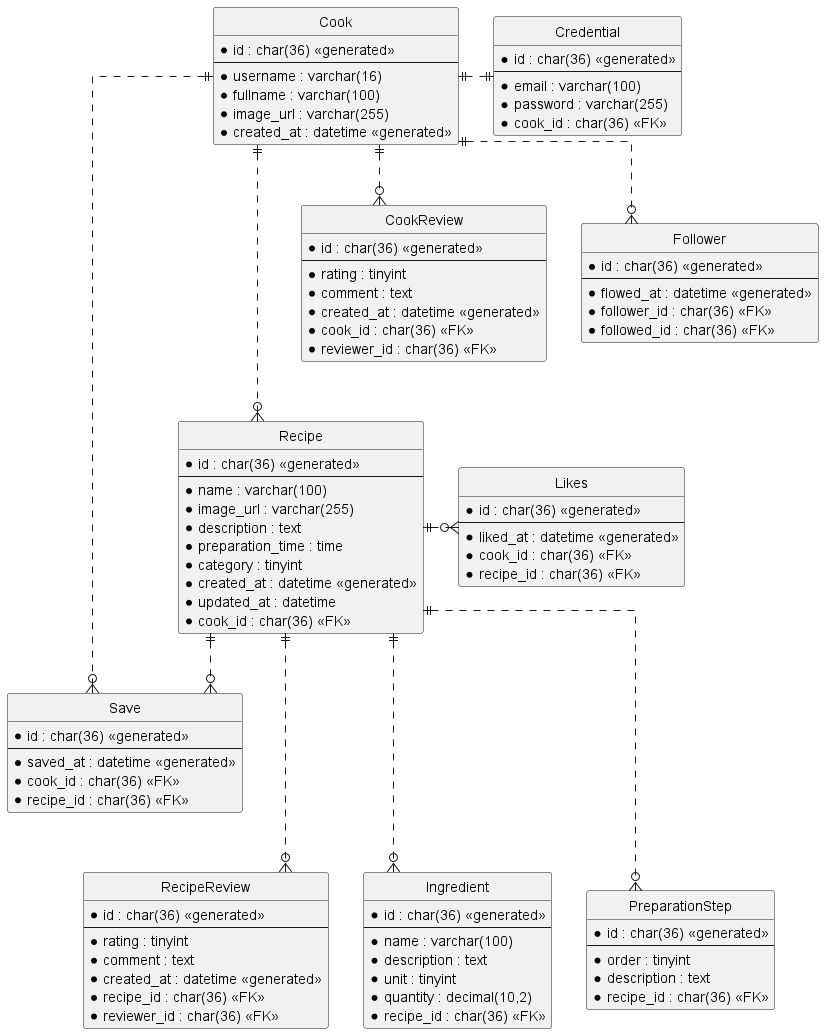 Cook
id : char(36) «generated»
username : varchar(16)
fullname : varchar(100)
image_url : varchar(255)
created_at : datetime «generated»
Credential
id : char(36) «generated»
email : varchar(100)
password : varchar(255)
cook_id : char(36) «FK»
CookReview
id : char(36) «generated»
rating : tinyint
comment : text
created_at : datetime «generated»
cook_id : char(36) «FK»
reviewer_id : char(36) «FK»
Follower
id : char(36) «generated»
flowed_at : datetime «generated»
follower_id : char(36) «FK»
followed_id : char(36) «FK»
Recipe
id : char(36) «generated»
name : varchar(100)
image_url : varchar(255)
description : text
preparation_time : time
category : tinyint
created_at : datetime «generated»
updated_at : datetime
cook_id : char(36) «FK»
Likes
id : char(36) «generated»
liked_at : datetime «generated»
cook_id : char(36) «FK»
recipe_id : char(36) «FK»
Save
id : char(36) «generated»
saved_at : datetime «generated»
cook_id : char(36) «FK»
recipe_id : char(36) «FK»
RecipeReview
id : char(36) «generated»
rating : tinyint
comment : text
created_at : datetime «generated»
recipe_id : char(36) «FK»
reviewer_id : char(36) «FK»
Ingredient
id : char(36) «generated»
name : varchar(100)
description : text
unit : tinyint
quantity : decimal(10,2)
recipe_id : char(36) «FK»
PreparationStep
id : char(36) «generated»
order : tinyint
description : text
recipe_id : char(36) «FK»